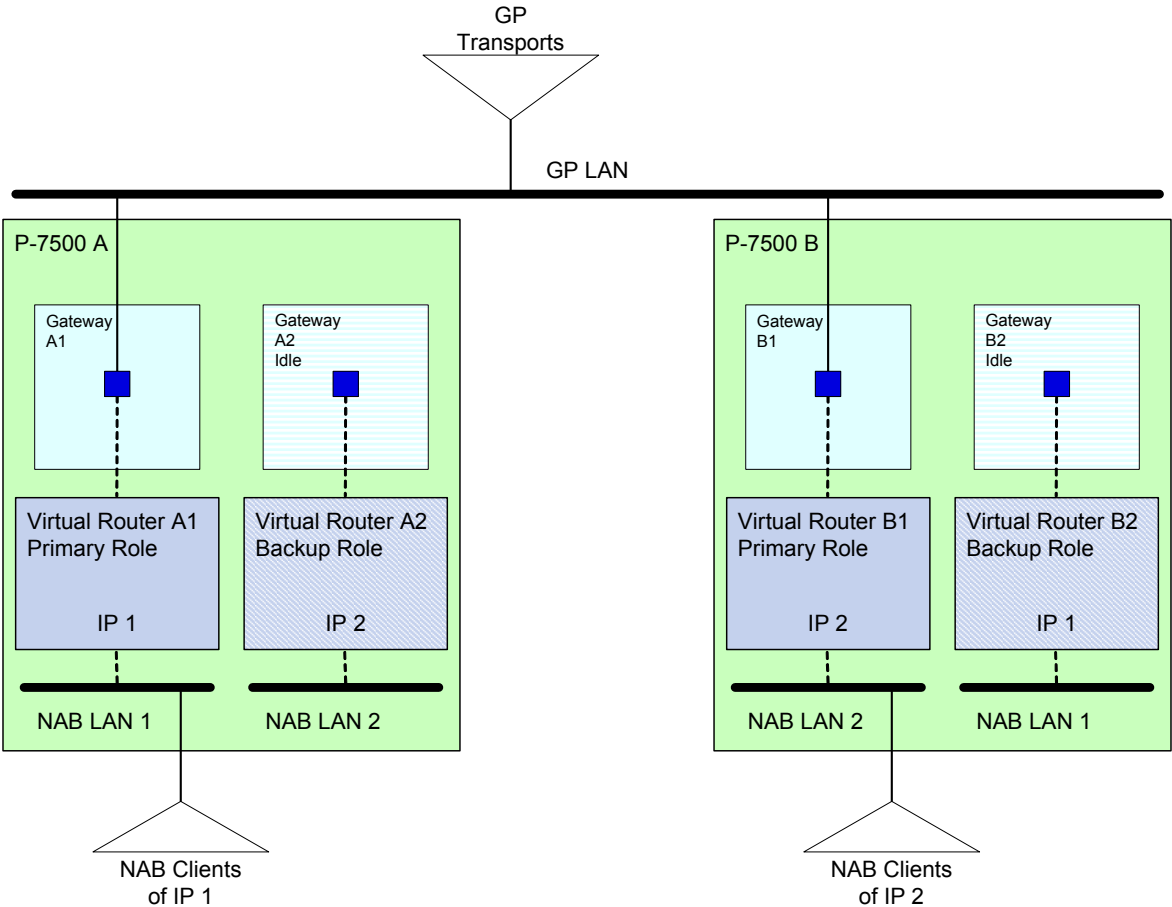 GP
Transports
GP LAN
P-7500 A
Gateway
A1
Gateway
A2
Idle
Virtual Router A1
Primary Role
IP 1
Virtual Router A2
Backup Role
IP 2
NAB LAN 1
NAB LAN 2
NAB Clients
of IP 1
P-7500 B
Gateway
B1
Gateway
B2
Idle
Virtual Router B1
Primary Role
IP 2
Virtual Router B2
Backup Role
IP 1
NAB LAN 2
NAB LAN 1
NAB Clients
of IP 2